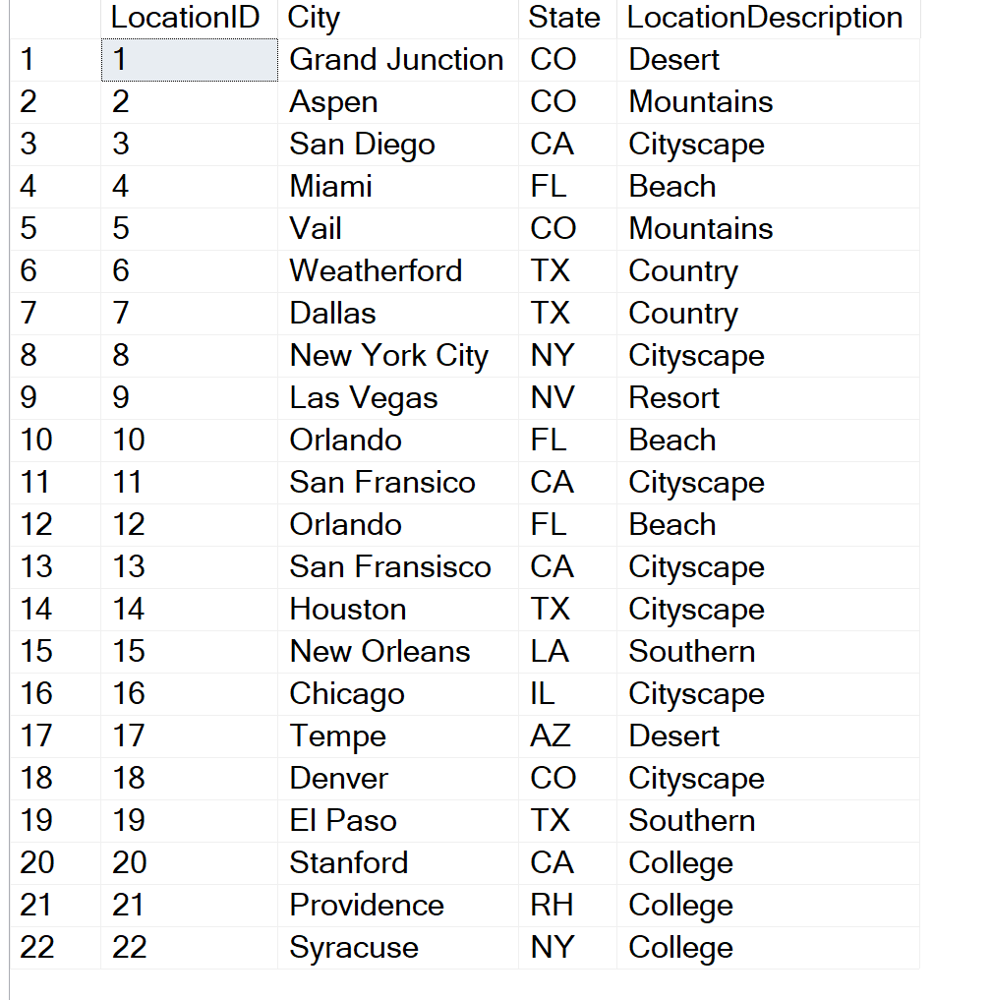 LocationID City State LocationDescription
1 1 Grand Junction CO Desert
2 2 Aspen CO Mountains
3 3 San Diego CA Cityscape
4 4 Miami FL Beach
5 5 Vail CO Mountains
6 6 Weatherford TX Country
7 7 Dallas TX Country
8 8 New York City NY Cityscape
9 9 Las Vegas NV Resort
10 10 Orlando FL Beach
11 11 San Fransico CA Cityscape
12 12 Orlando FL Beach
13 13 San Fransisco CA Cityscape
14 14 Houston TX Cityscape
15 15 New Orleans LA Southern
16 16 Chicago IL Cityscape
17 17 Tempe AZ Desert
18 18 Denver CO Cityscape
19 19 El Paso TX Southern
20 20 Stanford CA College
21 21 Providence RH College
22 22 Syracuse NY College